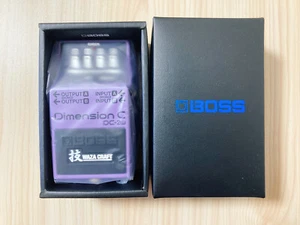 OUTPUT B INPUT B
OUTPUT A INPUT A
Dimension C
DC-2W
BOSS
技 WAZA CRAFT
BOSS